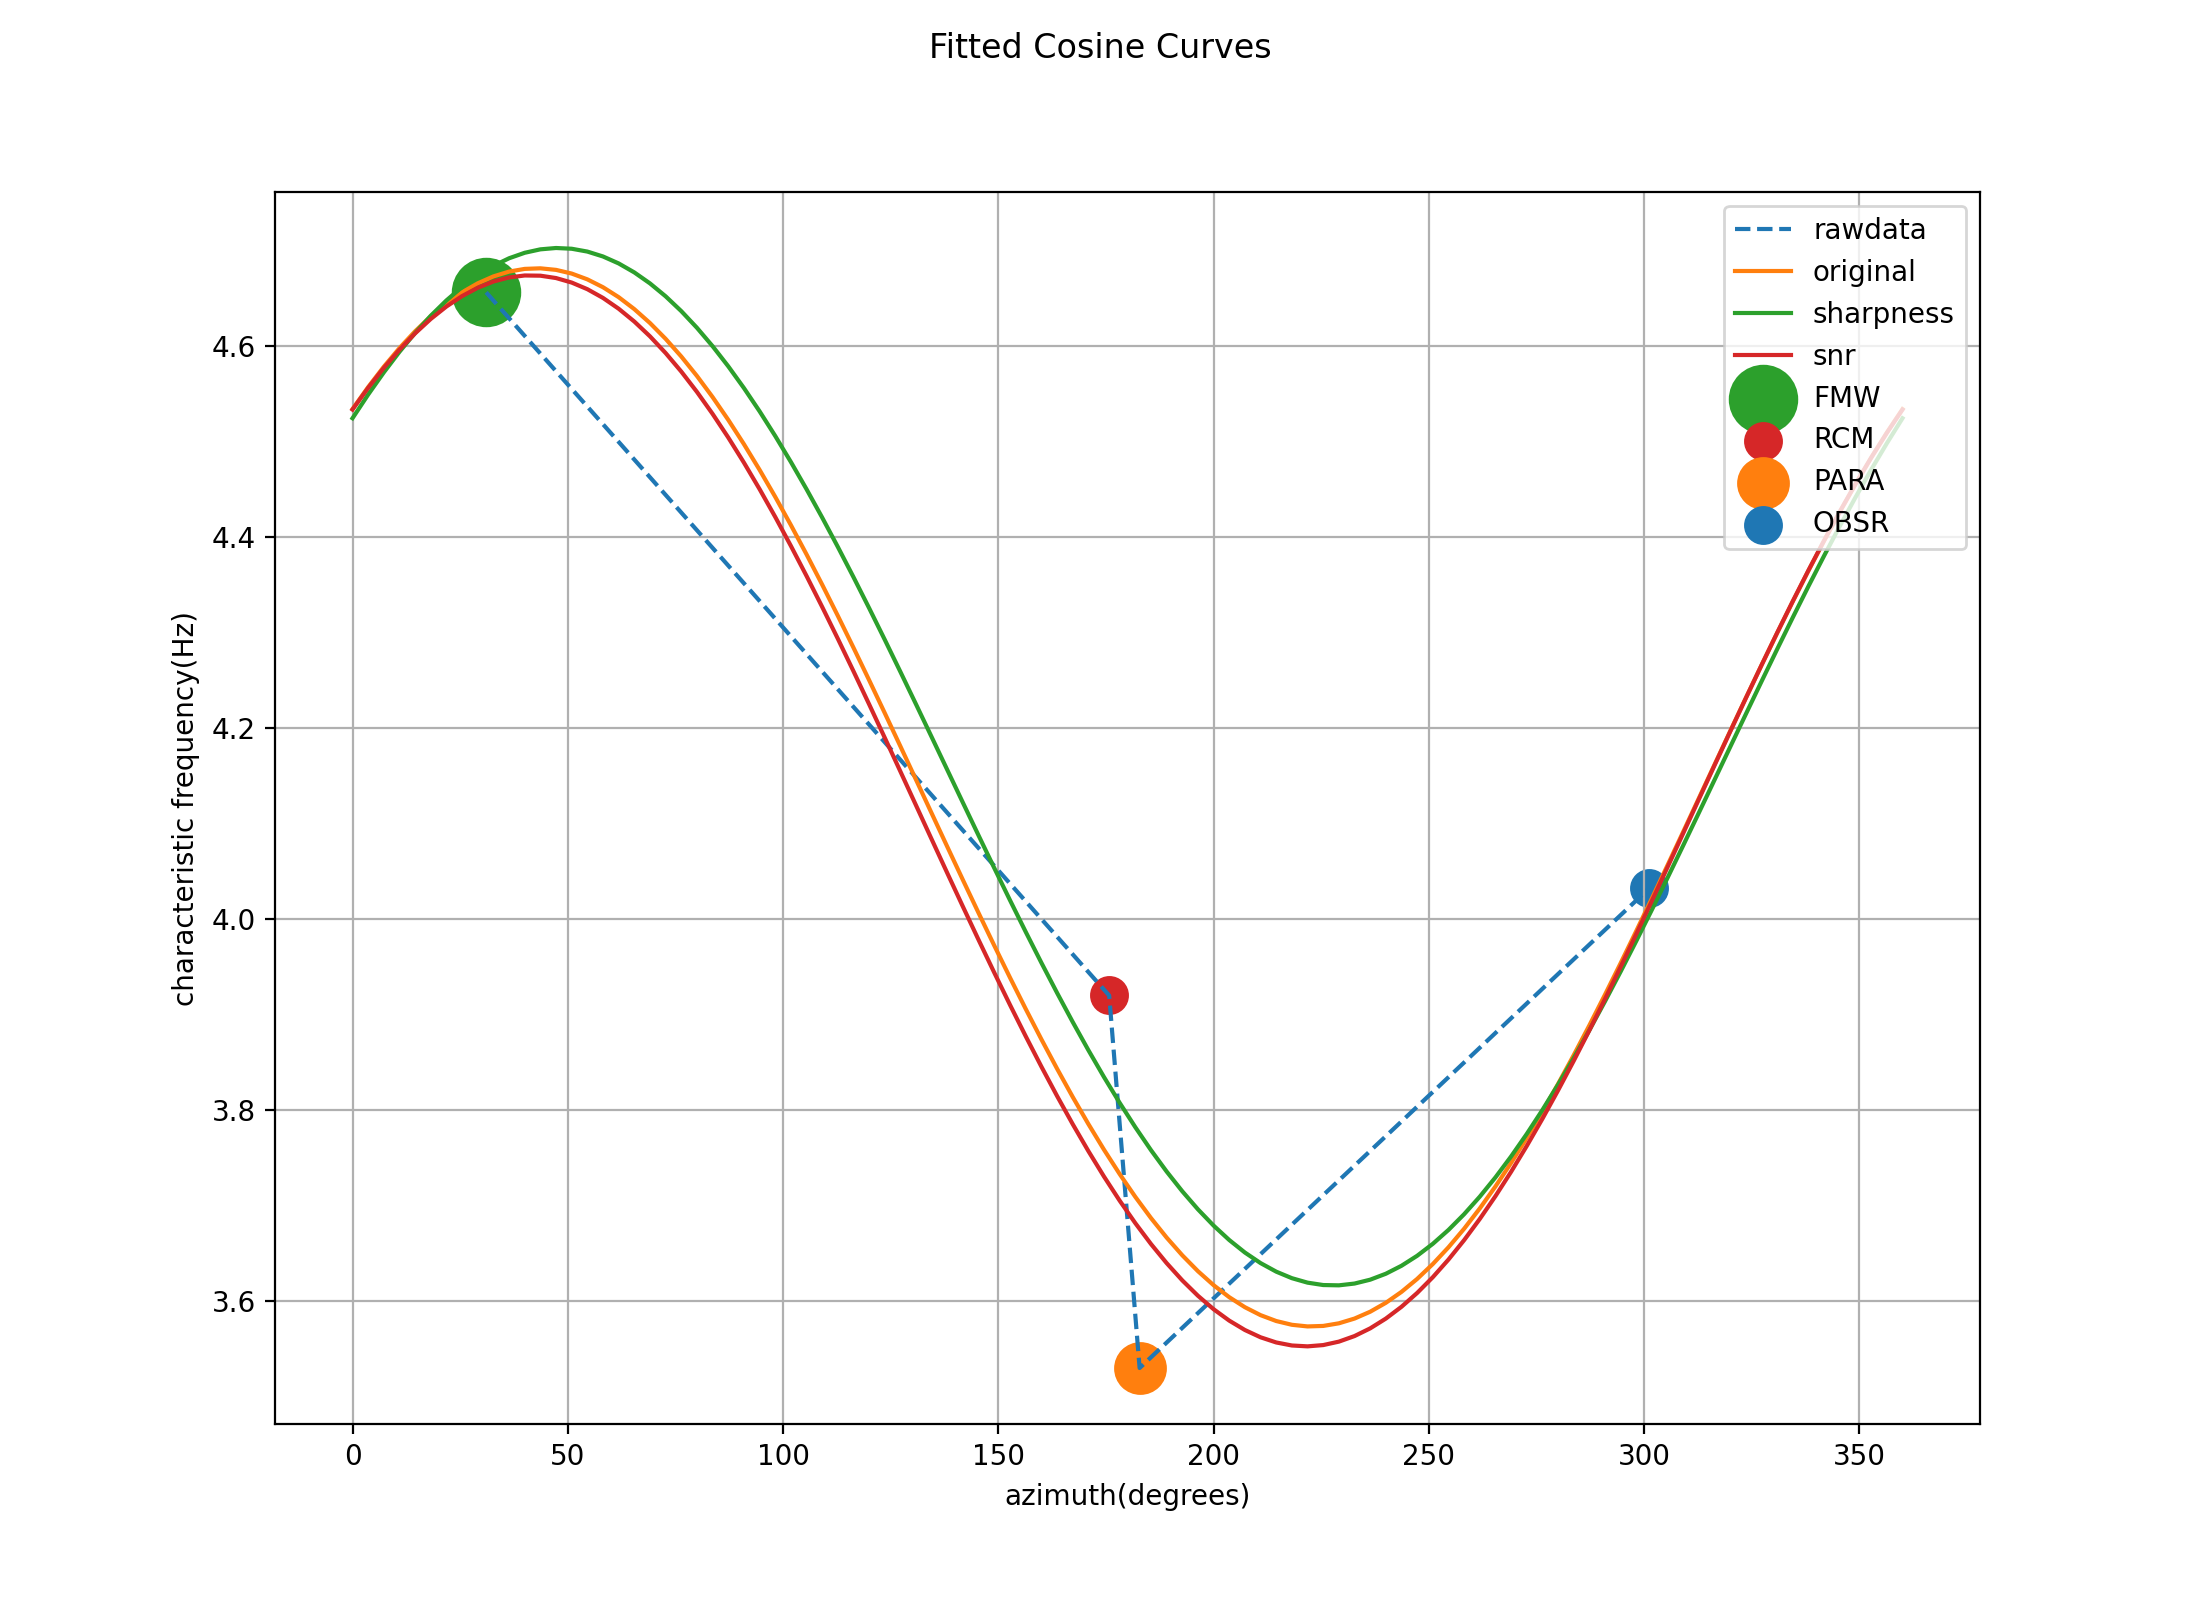 Fitted Cosine Curves
rawdata
original
sharpness
snr
FMW
RCM
PARA
OBSR
characteristic frequency(Hz)
4.6
4.4
4.2
4.0
3.8
3.6
0 50 100 150 200 250 300 350
azimuth(degrees)